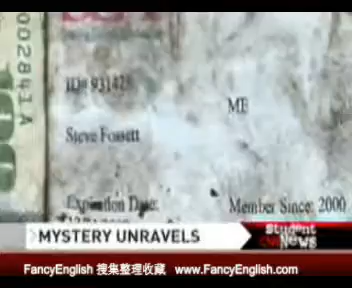 ID# 931428
ME
Steve Fossett
Expiration Date:
Member Since: 2000
MYSTERY UNRAVELS
Student
News
FancyEnglish 搜集整理收藏 www.FancyEnglish.com